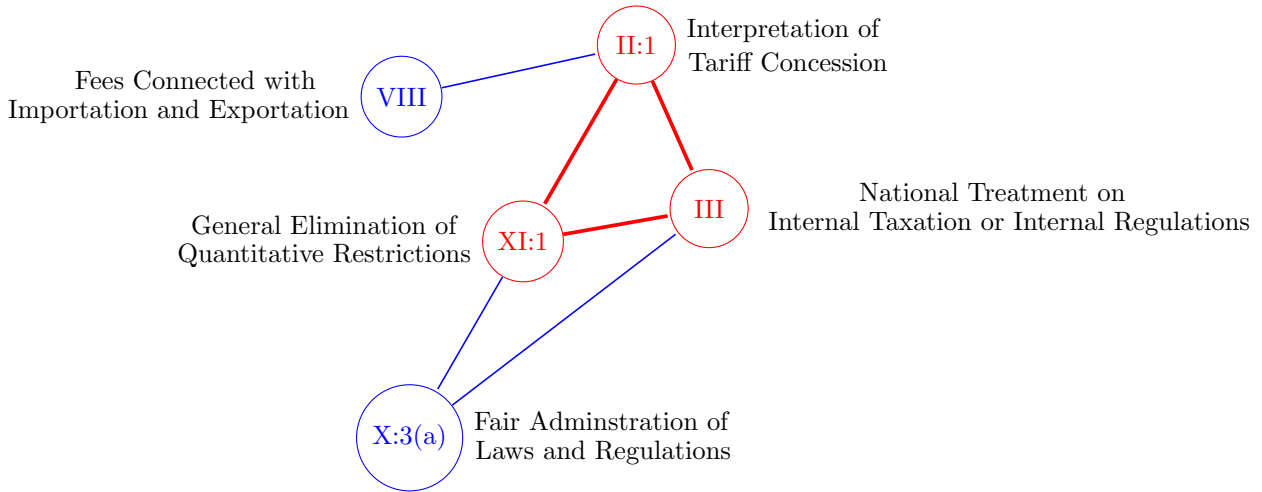 II:1
Interpretation of
Tariff Concession
Fees Connected with
Importation and Exportation
VIII
General Elimination of
Quantitative Restrictions
XI:1
III
National Treatment on
Internal Taxation or Internal Regulations
X:3(a)
Fair Adminstration of
Laws and Regulations